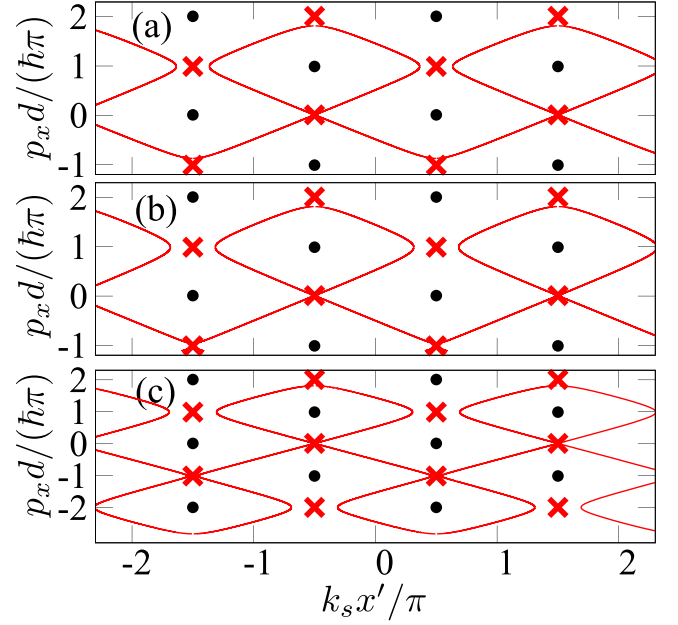 (a)
2
1
0
-1
p_x d/(ħπ)
(b)
2
1
0
-1
p_x d/(ħπ)
(c)
2
1
0
-1
-2
p_x d/(ħπ)
-2 -1 0 1 2
k_s x′/π